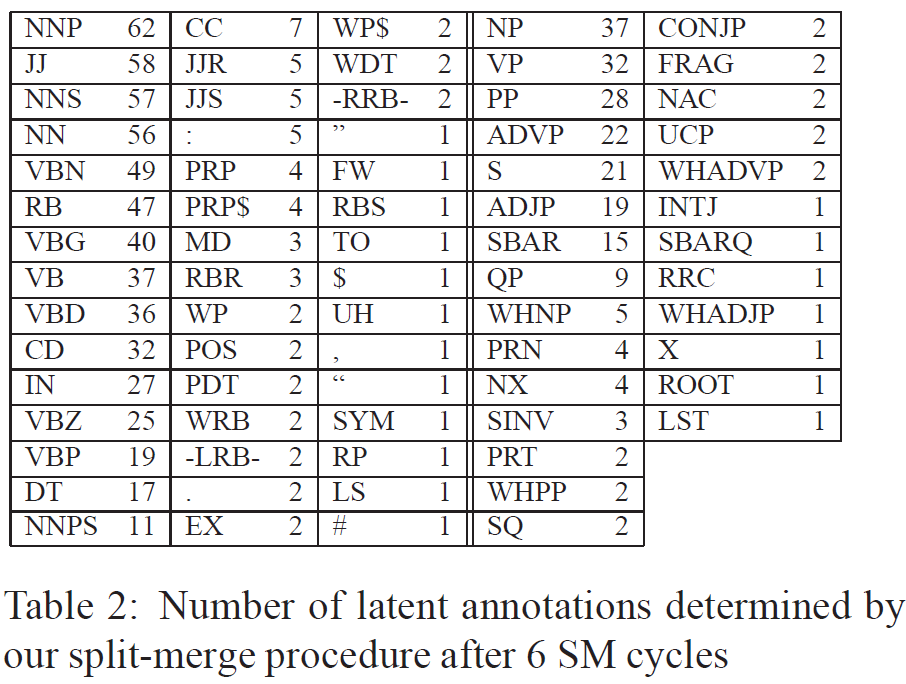 NNP 62 CC 7 WP$ 2 NP 37 CONJP 2
JJ 58 JJR 5 WDT 2 VP 32 FRAG 2
NNS 57 JJS 5 -RRB- 2 PP 28 NAC 2
NN 56 : 5 ” 1 ADVP 22 UCP 2
VBN 49 PRP 4 FW 1 S 21 WHADVP 2
RB 47 PRP$ 4 RBS 1 ADJP 19 INTJ 1
VBG 40 MD 3 TO 1 SBAR 15 SBARQ 1
VB 37 RBR 3 $ 1 QP 9 RRC 1
VBD 36 WP 2 UH 1 WHNP 5 WHADJP 1
CD 32 POS 2 , 1 PRN 4 X 1
IN 27 PDT 2 “ 1 NX 4 ROOT 1
VBZ 25 WRB 2 SYM 1 SINV 3 LST 1
VBP 19 -LRB- 2 RP 1 PRT 2
DT 17 . 2 LS 1 WHPP 2
NNPS 11 EX 2 # 1 SQ 2
Table 2: Number of latent annotations determined by
our split-merge procedure after 6 SM cycles